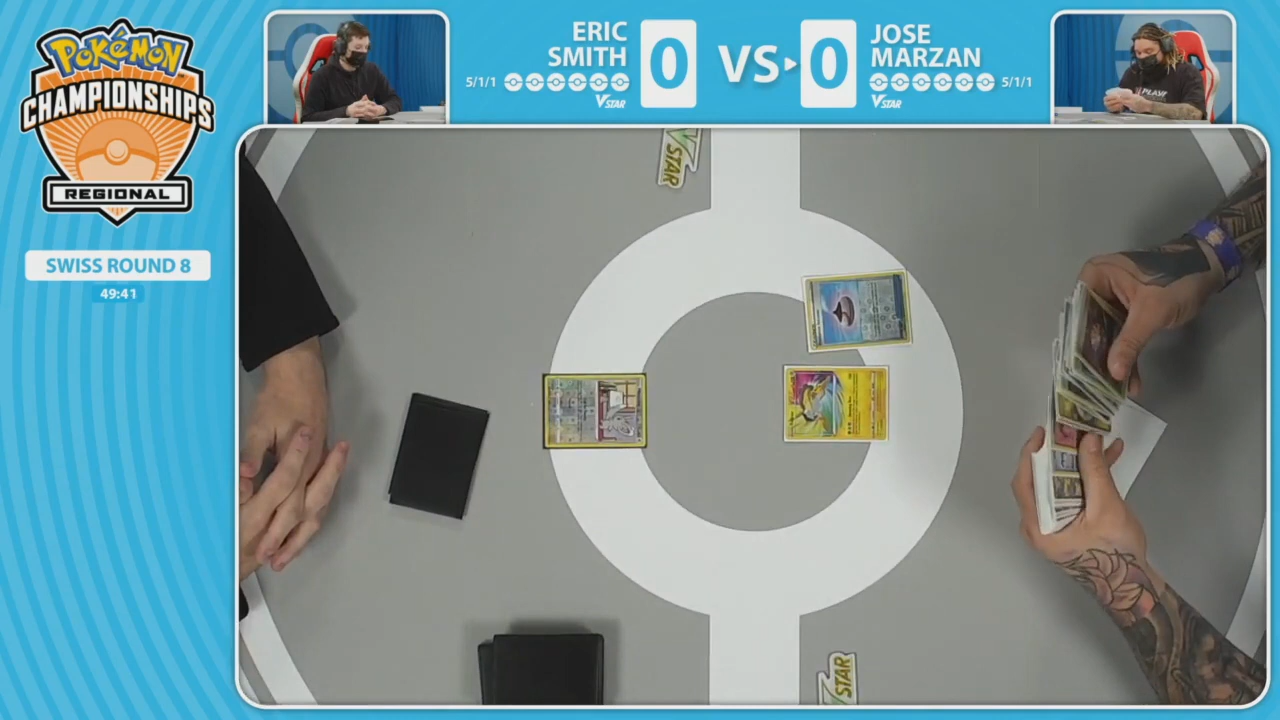 Pokémon
CHAMPIONSHIPS
REGIONAL
SWISS ROUND 8
49:41
ERIC
SMITH
5/1/1
VSTAR
0
VS
0
JOSE
MARZAN
5/1/1
VSTAR
VSTAR
VSTAR
PLAY!